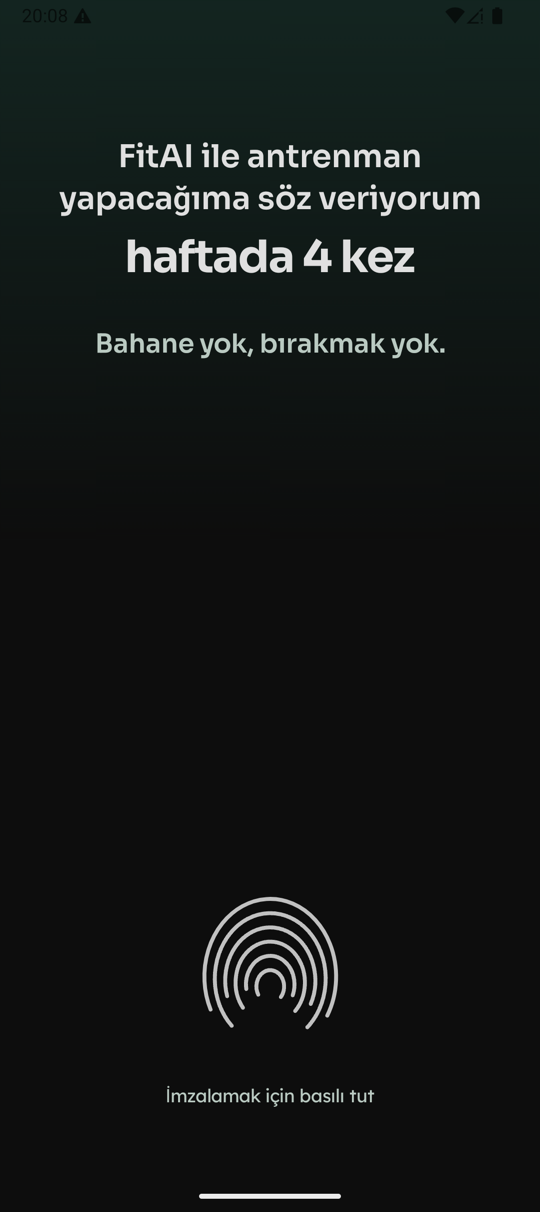 20:08
FitAI ile antrenman
yapacağıma söz veriyorum
haftada 4 kez
Bahane yok, bırakmak yok.
İmzalamak için basılı tut